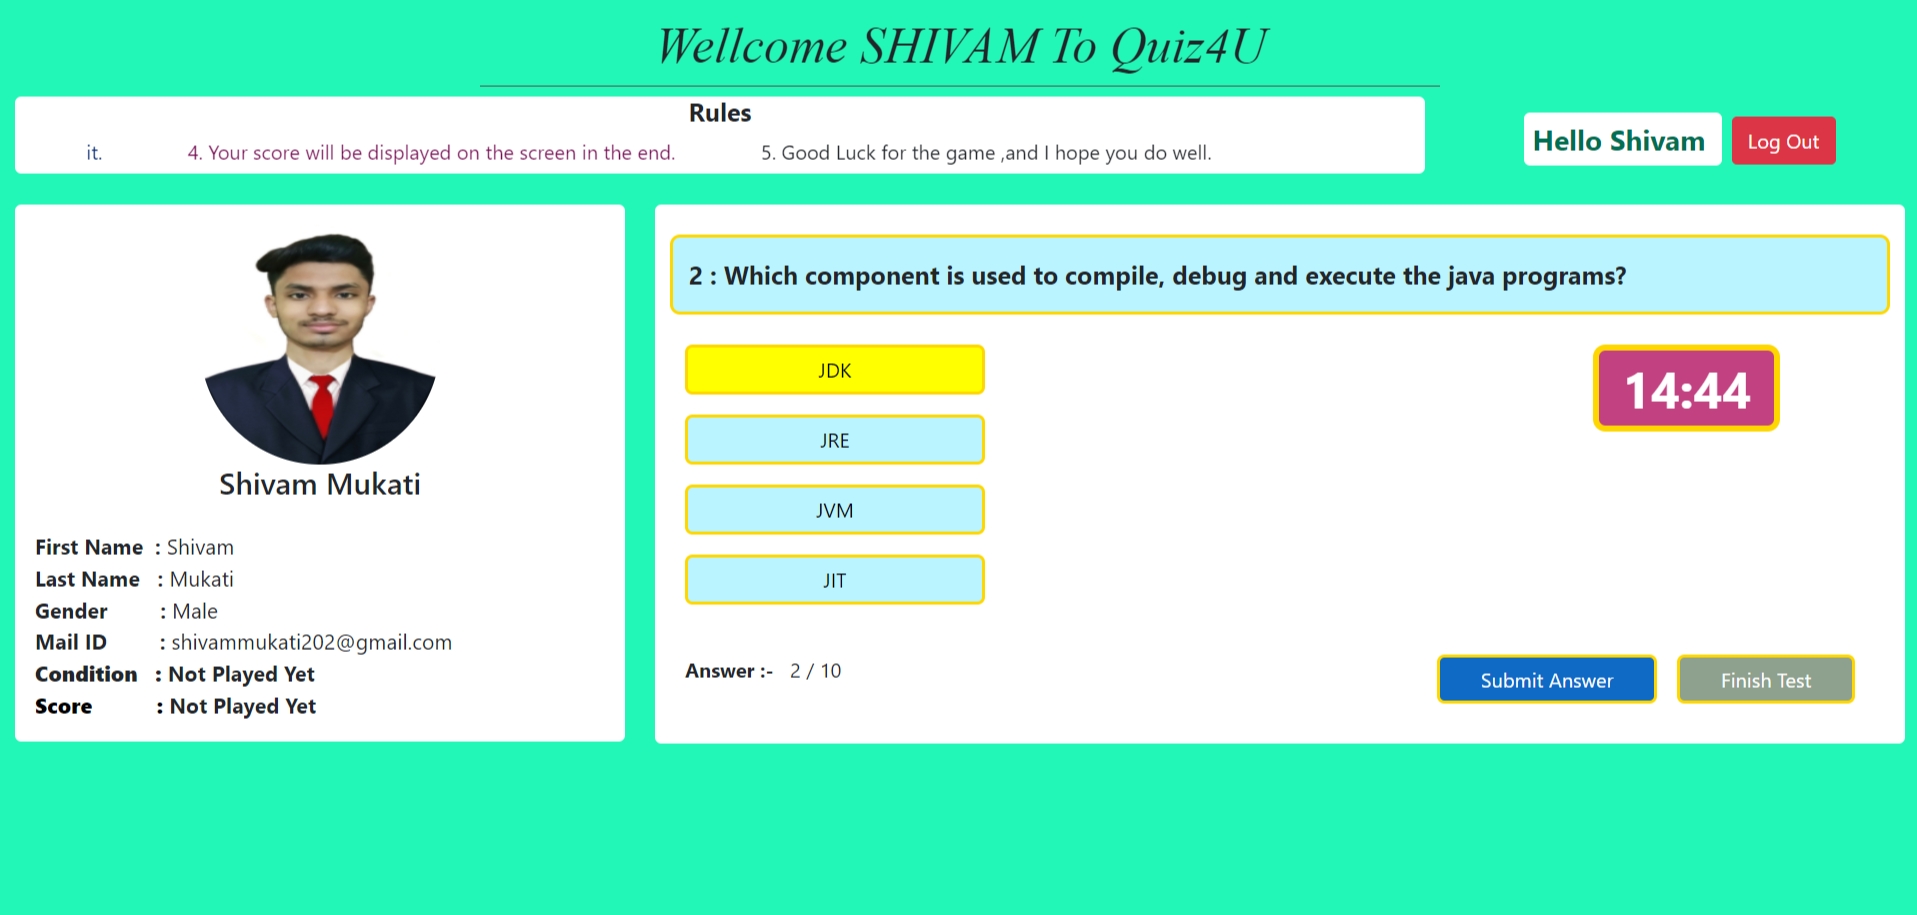 Wellcome SHIVAM To Quiz4U
Rules
it.
4. Your score will be displayed on the screen in the end.
5. Good Luck for the game ,and I hope you do well.
Hello Shivam
Log Out
Shivam Mukati
First Name : Shivam
Last Name : Mukati
Gender : Male
Mail ID : shivammukati202@gmail.com
Condition : Not Played Yet
Score : Not Played Yet
2 : Which component is used to compile, debug and execute the java programs?
JDK
JRE
JVM
JIT
14:44
Answer :- 2 / 10
Submit Answer
Finish Test